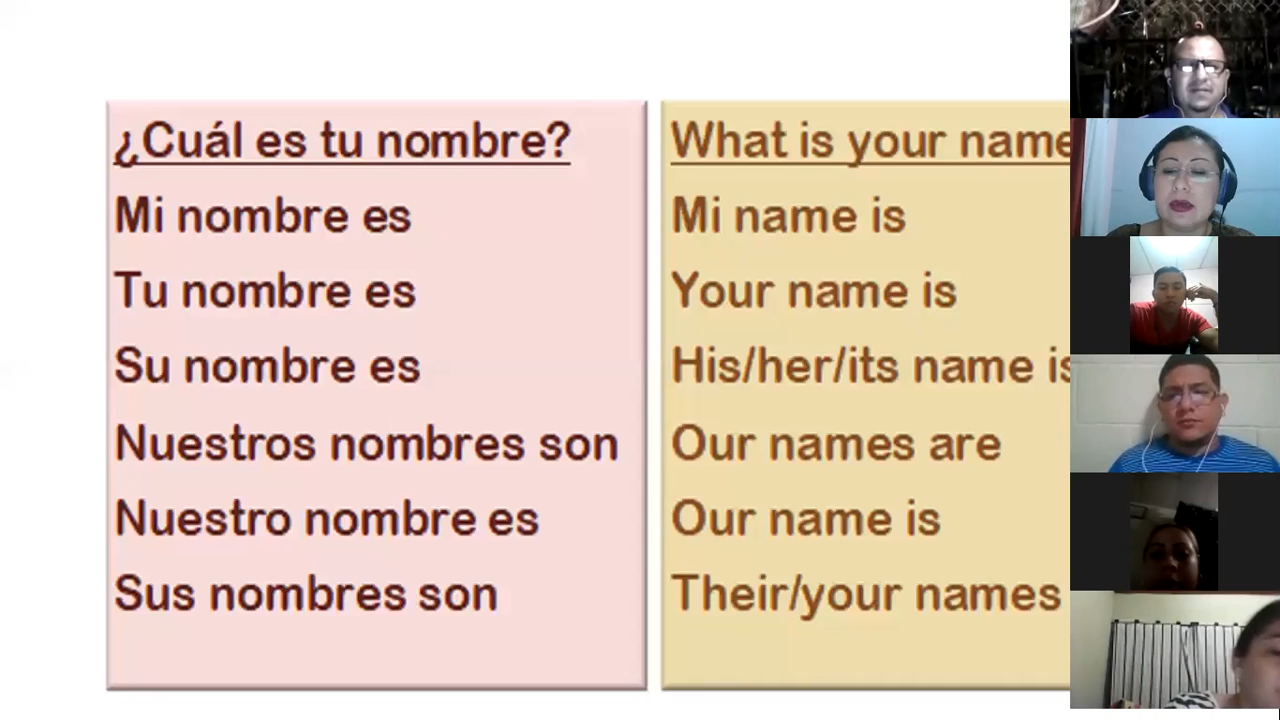 ¿Cuál es tu nombre?
Mi nombre es
Tu nombre es
Su nombre es
Nuestros nombres son
Nuestro nombre es
Sus nombres son
What is your name
Mi name is
Your name is
His/her/its name is
Our names are
Our name is
Their/your names